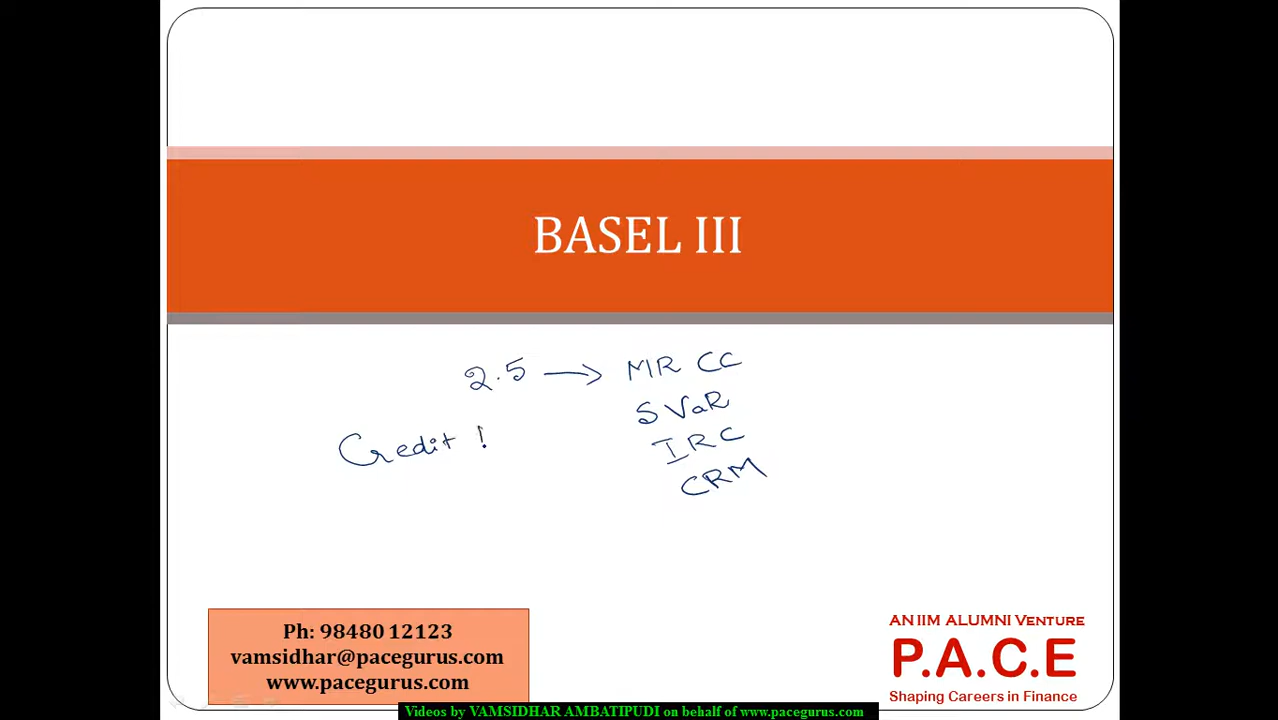 BASEL III
2.5 → MR CC
SVaR
Credit !
IRC
CRM
Ph: 98480 12123
vamsidhar@pacegurus.com
www.pacegurus.com
AN IIM ALUMNI VENTURE
P.A.C.E
Shaping Careers in Finance
Videos by VAMSIDHAR AMBATIPUDI on behalf of www.pacegurus.com